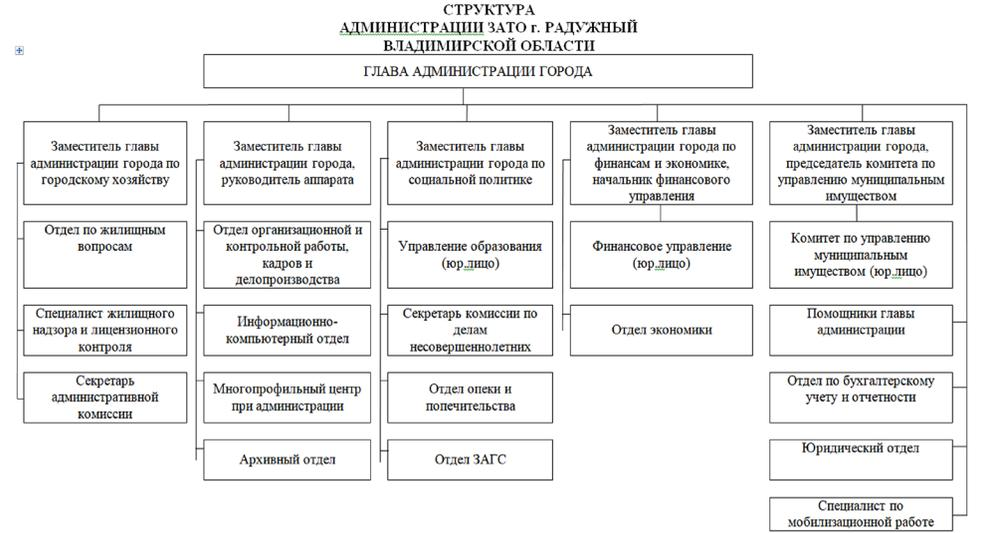 СТРУКТУРА
АДМИНИСТРАЦИИ ЗАТО г. РАДУЖНЫЙ
ВЛАДИМИРСКОЙ ОБЛАСТИ
ГЛАВА АДМИНИСТРАЦИИ ГОРОДА
Заместитель главы
администрации города по
городскому хозяйству
Заместитель главы
администрации города,
руководитель аппарата
Заместитель главы
администрации города по
социальной политике
Заместитель главы
администрации города по
финансам и экономике,
начальник финансового
управления
Заместитель главы
администрации города,
председатель комитета по
управлению муниципальным
имуществом
Отдел по жилищным
вопросам
Отдел организационной и
контрольной работы,
кадров и
делопроизводства
Управление образования
(юр.лицо)
Финансовое управление
(юр.лицо)
Комитет по управлению
муниципальным
имуществом (юр.лицо)
Специалист жилищного
надзора и лицензионного
контроля
Информационно-
компьютерный отдел
Секретарь комиссии по
делам
несовершеннолетних
Отдел экономики
Помощники главы
администрации
Секретарь
административной
комиссии
Многопрофильный центр
при администрации
Отдел опеки и
попечительства
Отдел по бухгалтерскому
учету и отчетности
Архивный отдел
Отдел ЗАГС
Юридический отдел
Специалист по
мобилизационной работе